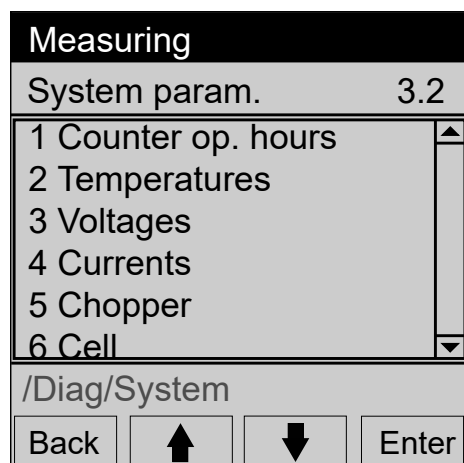 Measuring
System param. 3.2
1 Counter op. hours
2 Temperatures
3 Voltages
4 Currents
5 Chopper
6 Cell
/Diag/System
Back Enter